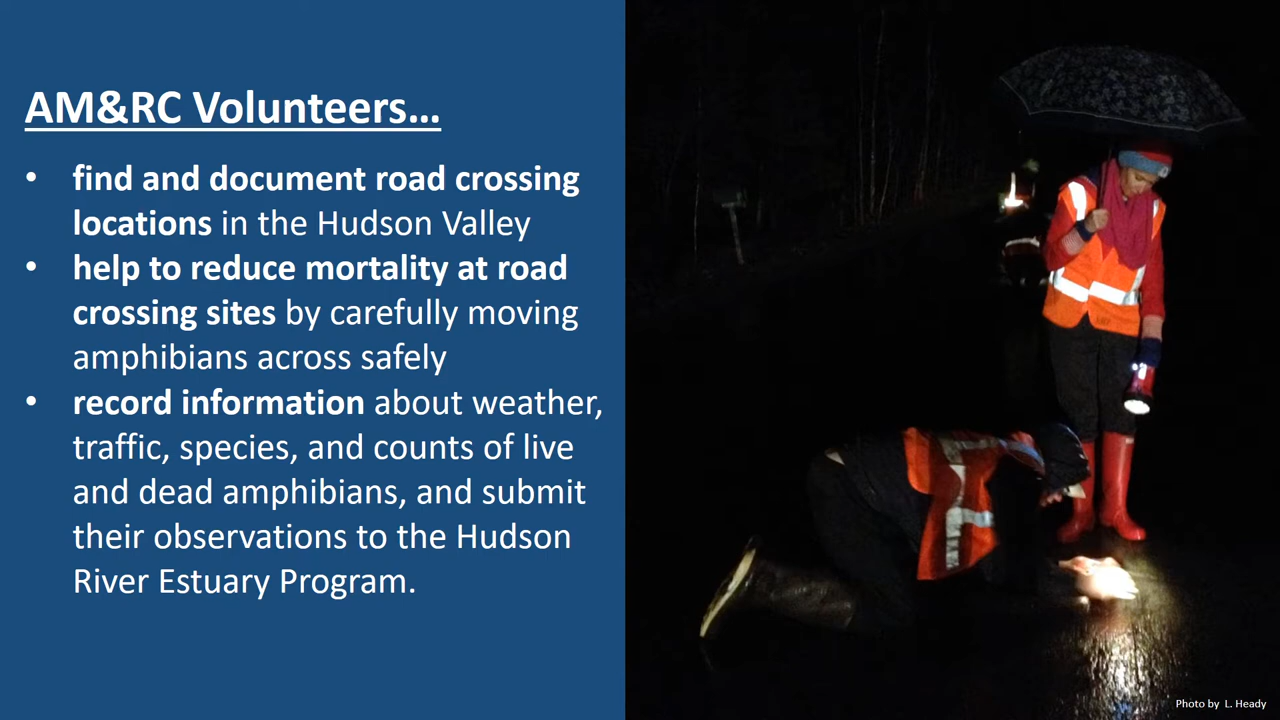 AM&RC Volunteers…
• find and document road crossing
locations in the Hudson Valley
• help to reduce mortality at road
crossing sites by carefully moving
amphibians across safely
• record information about weather,
traffic, species, and counts of live
and dead amphibians, and submit
their observations to the Hudson
River Estuary Program.
Photo by L. Heady